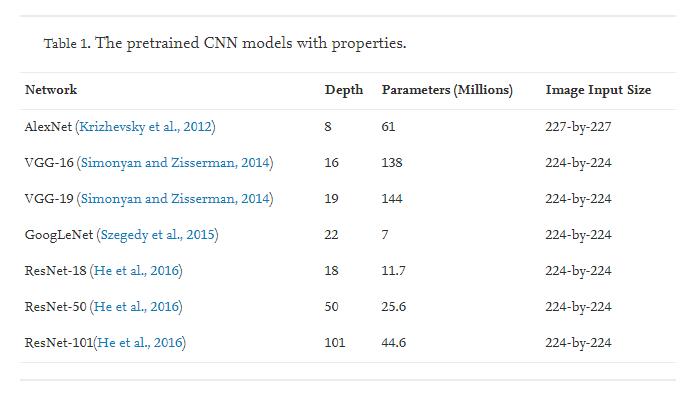 Table 1. The pretrained CNN models with properties.
Network Depth Parameters (Millions) Image Input Size
AlexNet (Krizhevsky et al., 2012) 8 61 227-by-227
VGG-16 (Simonyan and Zisserman, 2014) 16 138 224-by-224
VGG-19 (Simonyan and Zisserman, 2014) 19 144 224-by-224
GoogLeNet (Szegedy et al., 2015) 22 7 224-by-224
ResNet-18 (He et al., 2016) 18 11.7 224-by-224
ResNet-50 (He et al., 2016) 50 25.6 224-by-224
ResNet-101(He et al., 2016) 101 44.6 224-by-224